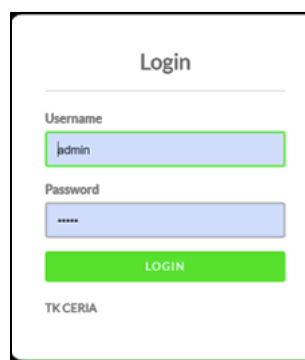 Login
Username
admin
Password
•••••
LOGIN
TK CERIA